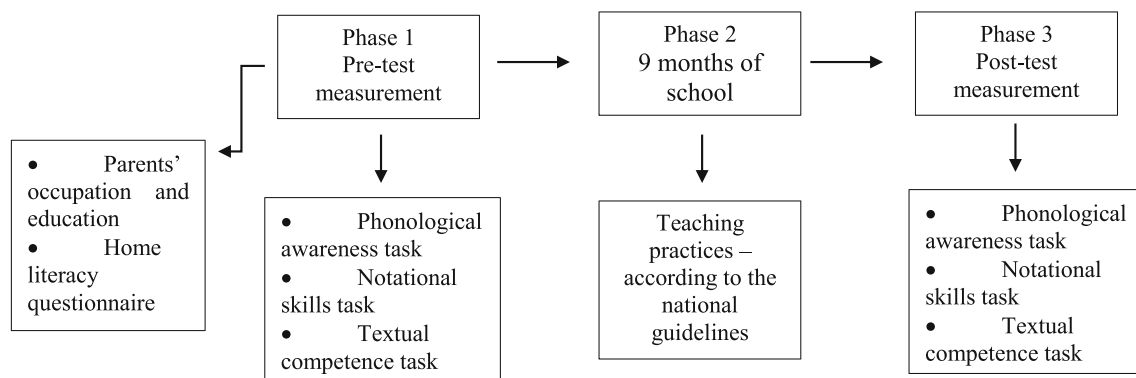 Phase 1
Pre-test
measurement
Phase 2
9 months of
school
Phase 3
Post-test
measurement
• Parents’
occupation and
education
• Home
literacy
questionnaire
• Phonological
awareness task
• Notational
skills task
• Textual
competence task
Teaching
practices –
according to the
national
guidelines
• Phonological
awareness task
• Notational
skills task
• Textual
competence task